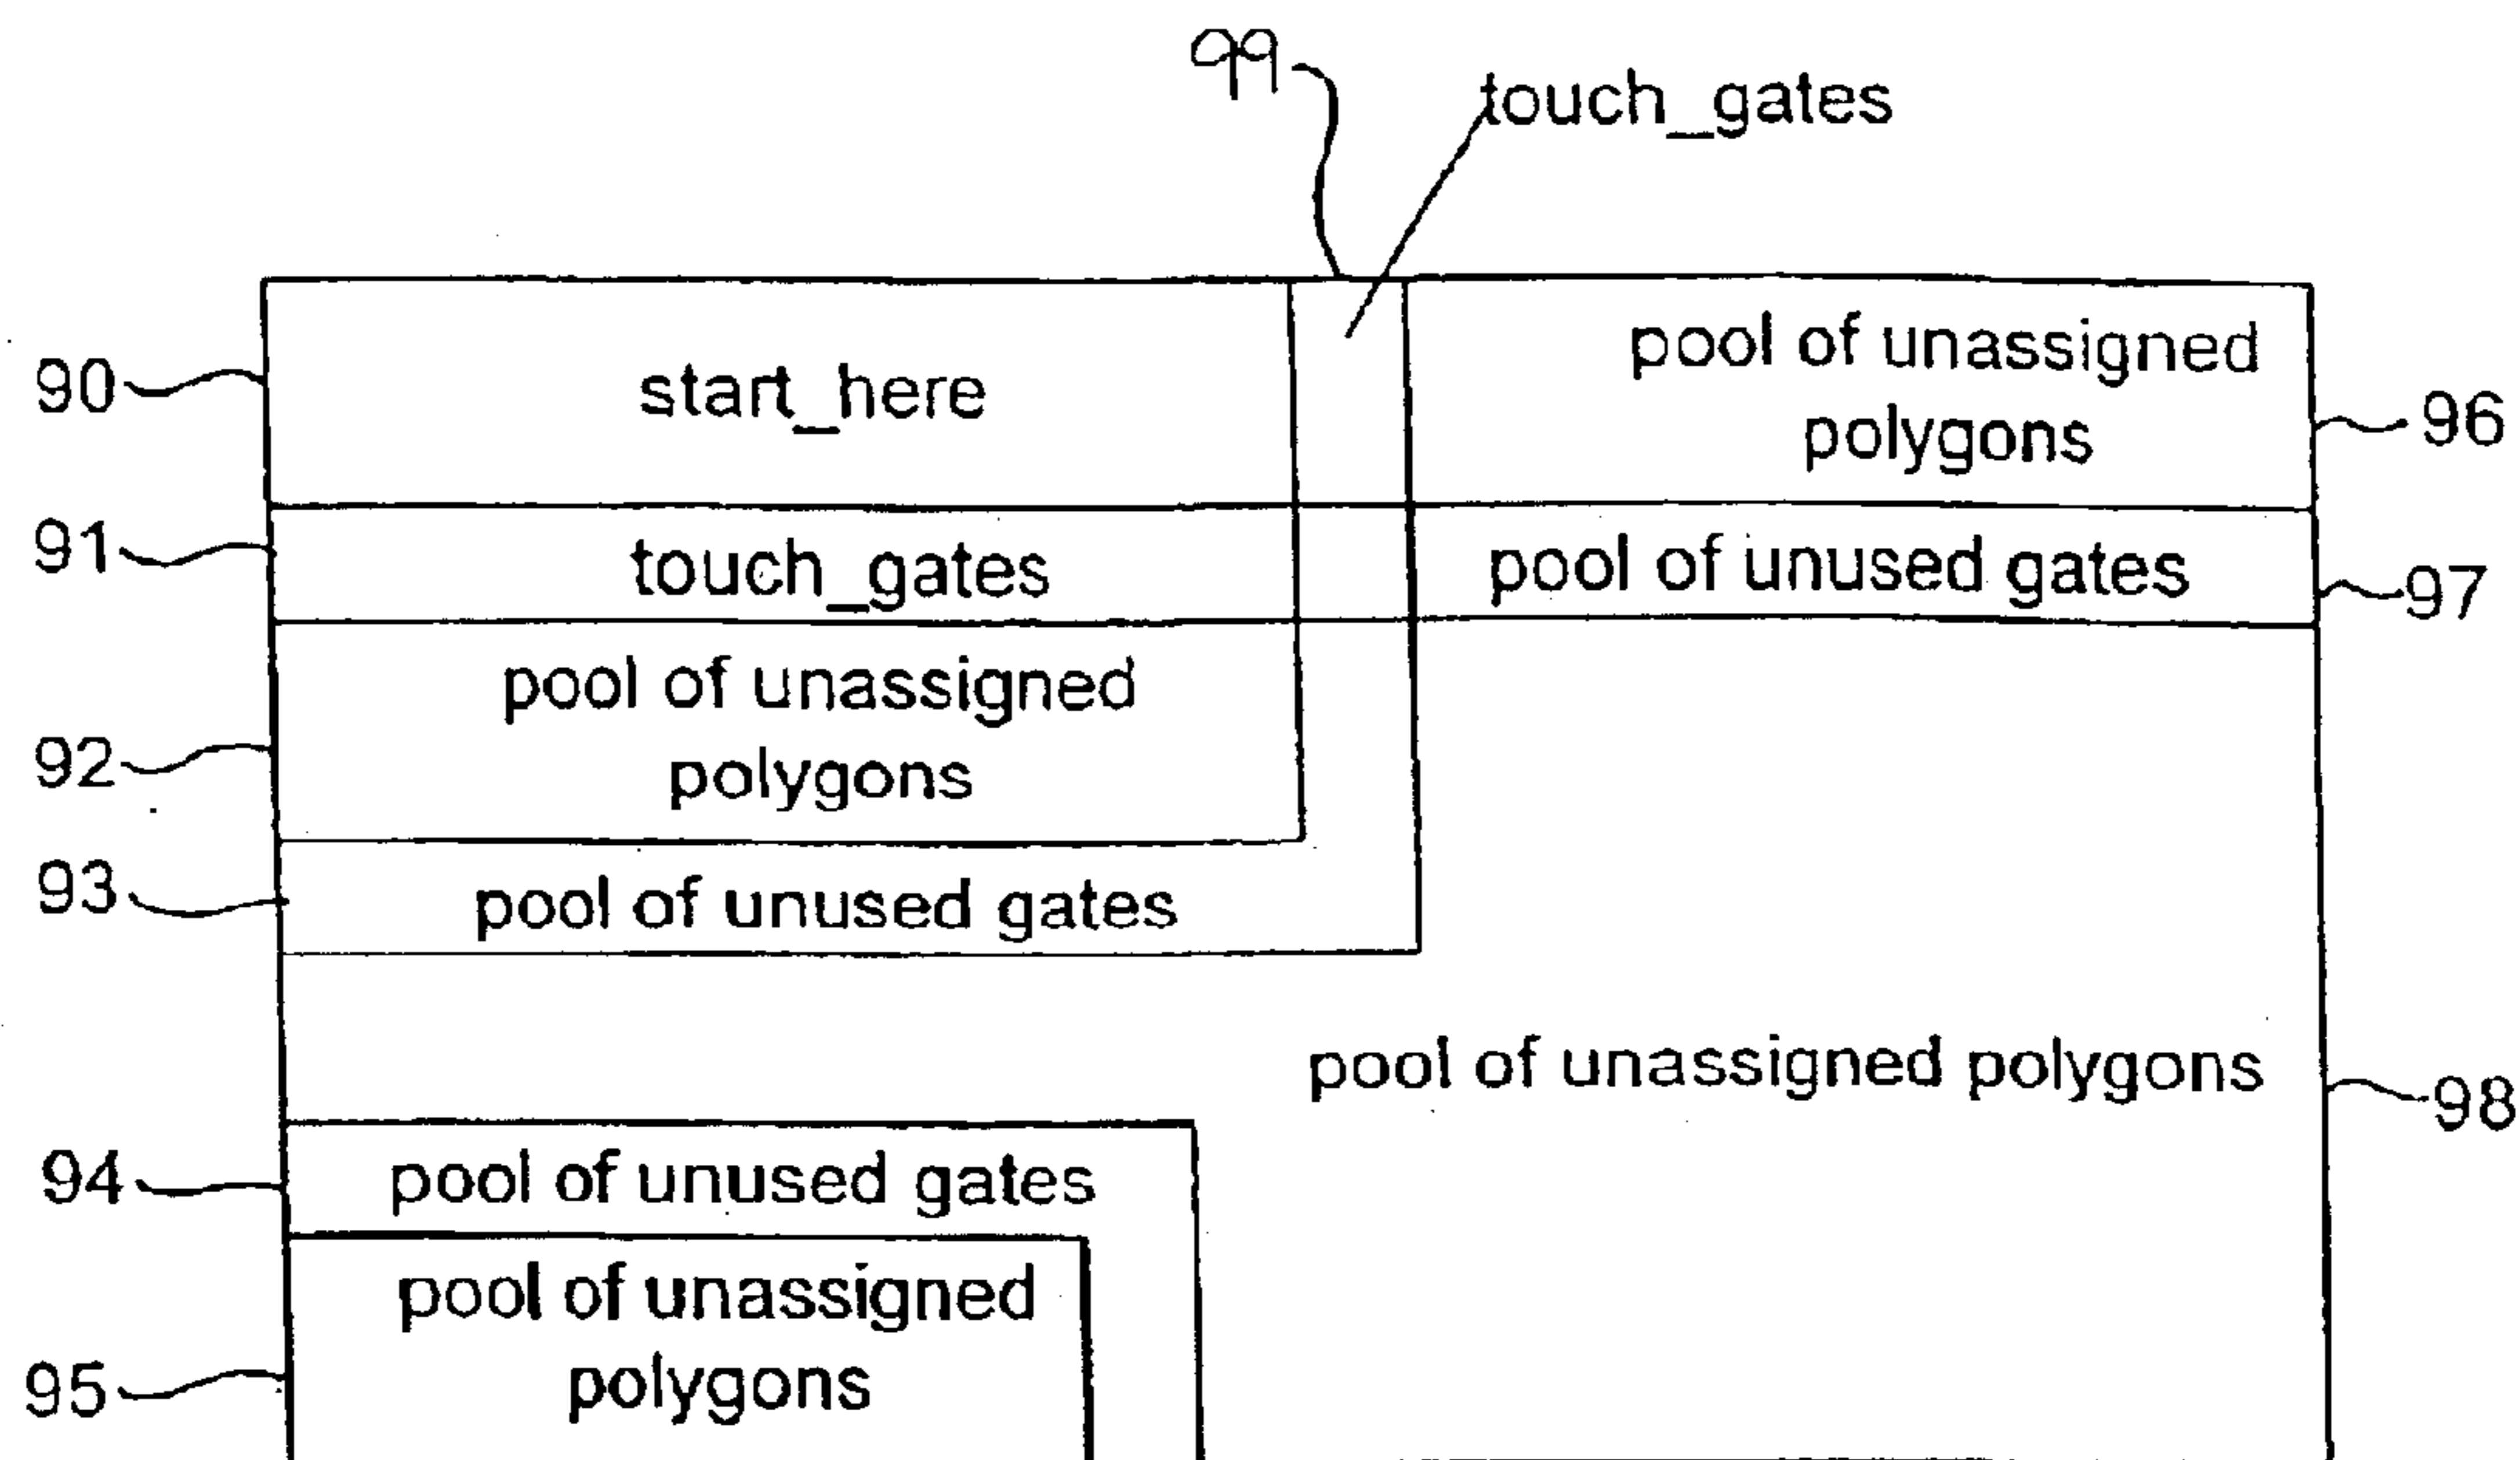 99
touch_gates
90
start_here
pool of unassigned
polygons
96
91
touch_gates
pool of unused gates
97
pool of unassigned
polygons
92
93
pool of unused gates
pool of unassigned polygons
98
94
pool of unused gates
pool of unassigned
polygons
95